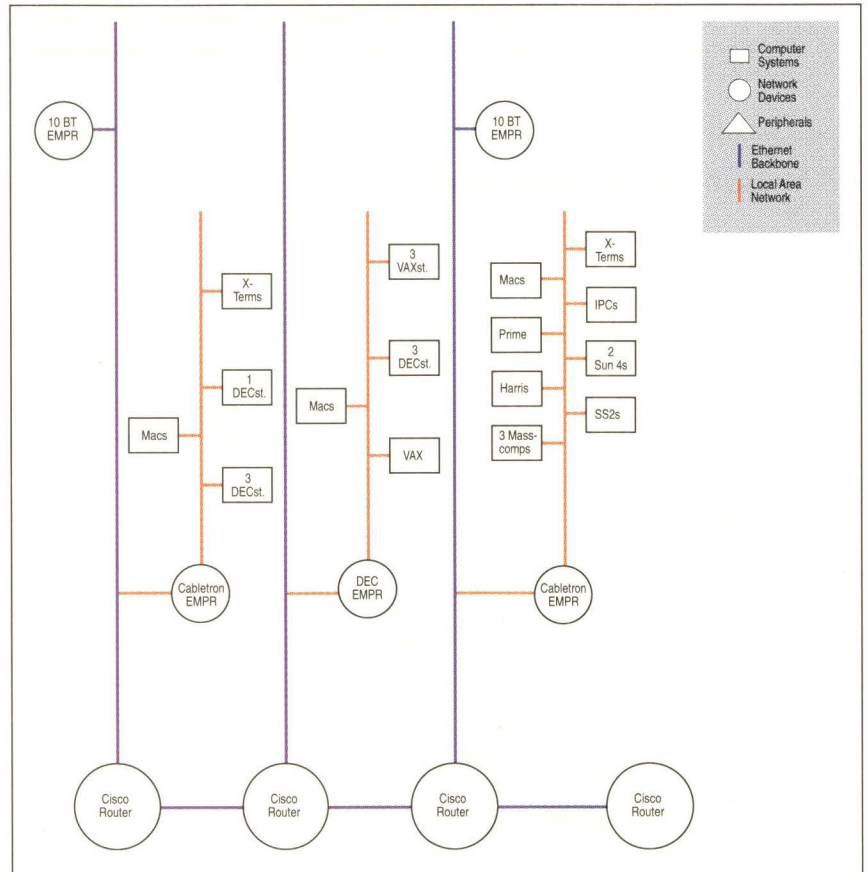 Computer
Systems
Network
Devices
Peripherals
Ethernet
Backbone
Local Area
Network
10 BT
EMPR
10 BT
EMPR
X-
Terms
1
DECst.
Macs
3
DECst.
Cabletron
EMPR
3
VAXst.
3
DECst.
Macs
VAX
DEC
EMPR
X-
Terms
Macs
IPCs
Prime
2
Sun 4s
Harris
SS2s
3 Mass-
comps
Cabletron
EMPR
Cisco
Router
Cisco
Router
Cisco
Router
Cisco
Router